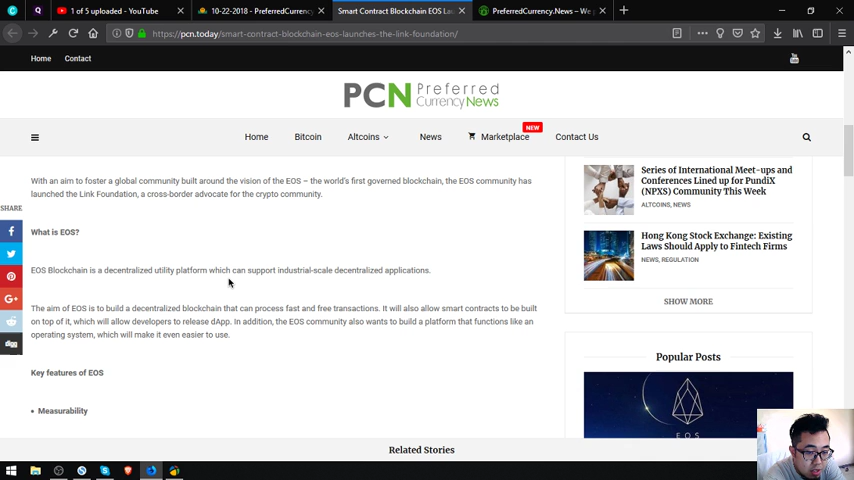 1 of 5 uploaded - YouTube
10-22-2018 - PreferredCurrency
Smart Contract Blockchain EOS La
PreferredCurrency.News – We
https://pcn.today/smart-contract-blockchain-eos-launches-the-link-foundation/
Home Contact
You Tube
PCN Preferred
Currency News
NEW
Home Bitcoin Altcoins News Marketplace Contact Us
With an aim to foster a global community built around the vision of the EOS – the world's first governed blockchain, the EOS community has
launched the Link Foundation, a cross-border advocate for the crypto community.
SHARE
What is EOS?
EOS Blockchain is a decentralized utility platform which can support industrial-scale decentralized applications.
The aim of EOS is to build a decentralized blockchain that can process fast and free transactions. It will also allow smart contracts to be built
on top of it, which will allow developers to release dApp. In addition, the EOS community also wants to build a platform that functions like an
operating system, which will make it even easier to use.
digg
Key features of EOS
• Measurability
Series of International Meet-ups and
Conferences Lined up for PundiX
(NPXS) Community This Week
ALTCOINS, NEWS
Hong Kong Stock Exchange: Existing
Laws Should Apply to Fintech Firms
NEWS, REGULATION
SHOW MORE
Popular Posts
EOS
Related Stories